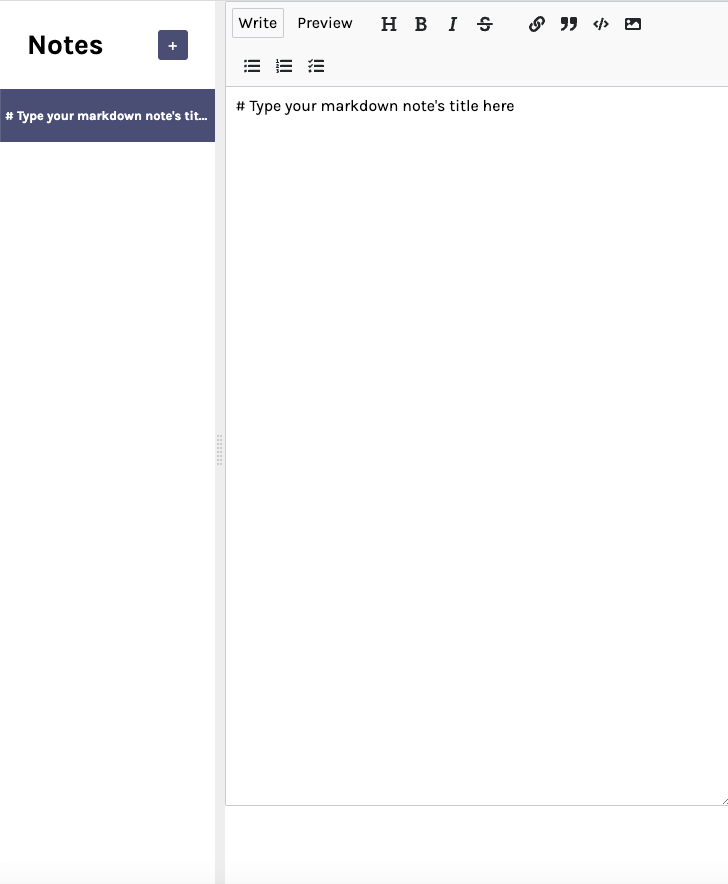 Notes
+
# Type your markdown note's tit...
Write Preview
# Type your markdown note's title here